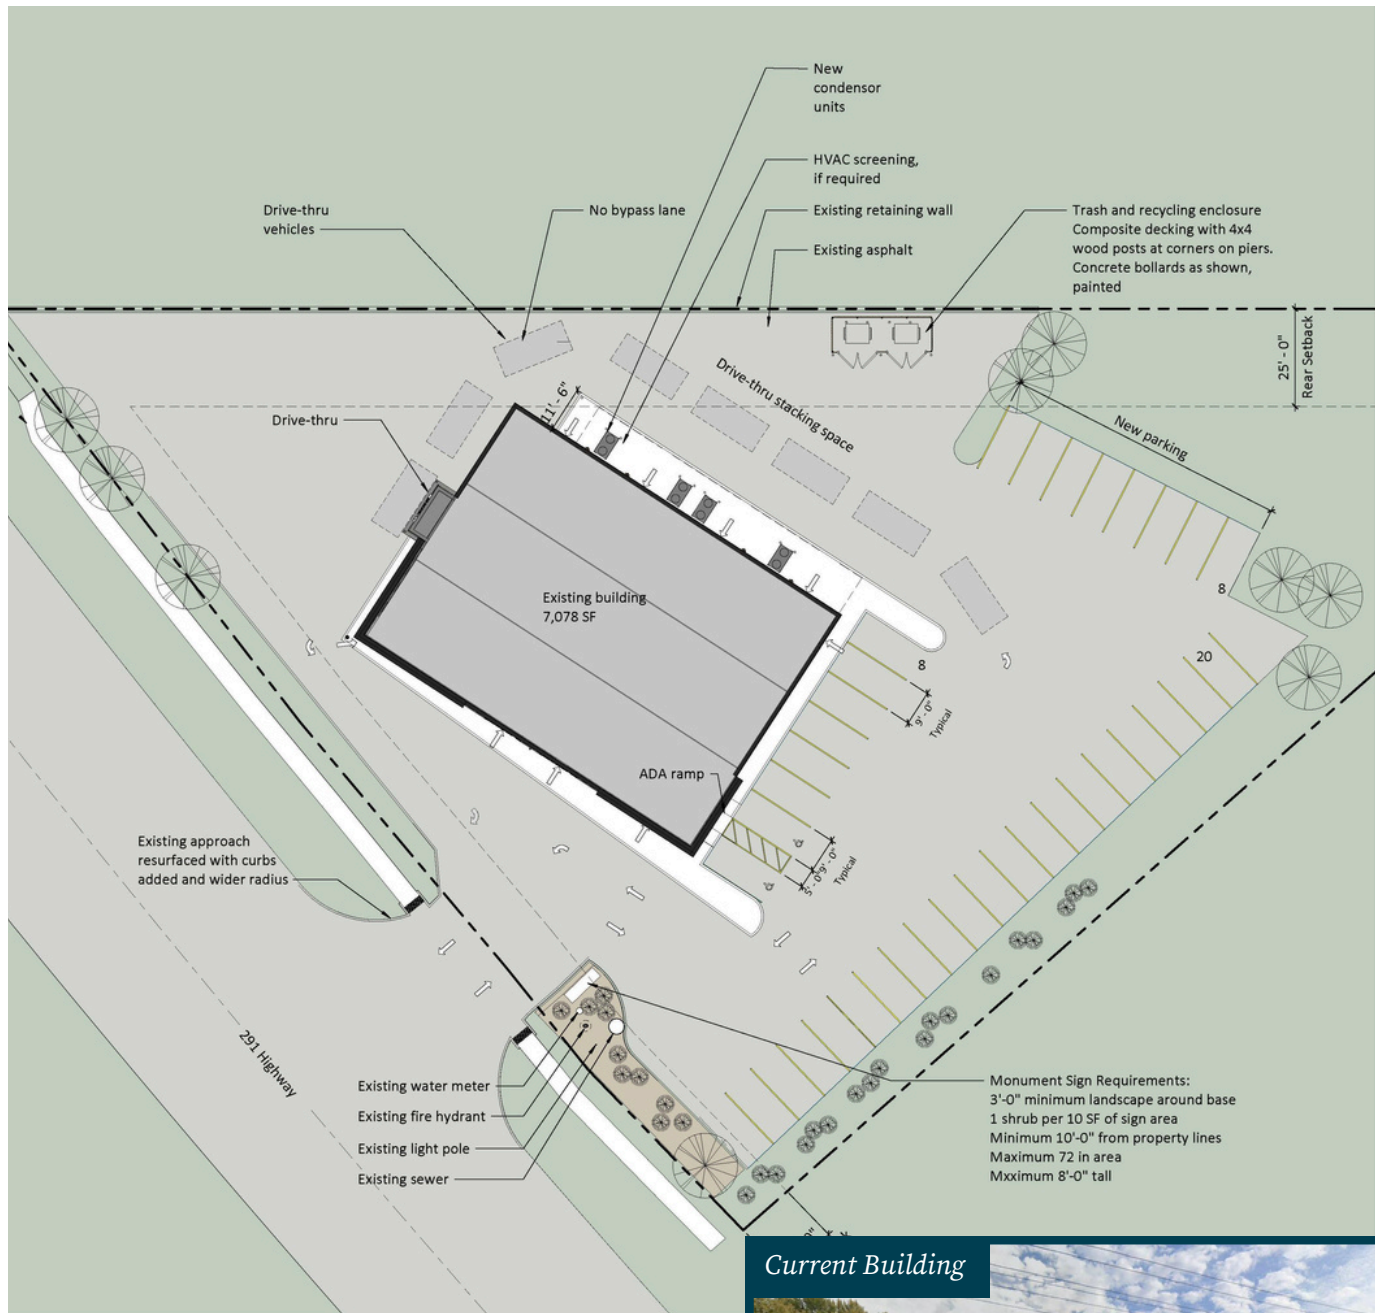 New
condensor
units
HVAC screening,
if required
Drive-thru
vehicles
No bypass lane
Existing retaining wall
Existing asphalt
Trash and recycling enclosure
Composite decking with 4x4
wood posts at corners on piers.
Concrete bollards as shown,
painted
25' - 0"
Rear Setback
11' - 6"
Drive-thru stacking space
New parking
Drive-thru
Existing building
7,078 SF
8
8
20
9' - 0"
Typical
ADA ramp
5' - 0"
9' - 0"
Typical
Existing approach
resurfaced with curbs
added and wider radius
291 Highway
Existing water meter
Existing fire hydrant
Existing light pole
Existing sewer
Monument Sign Requirements:
3'-0" minimum landscape around base
1 shrub per 10 SF of sign area
Minimum 10'-0" from property lines
Maximum 72 in area
Mxximum 8'-0" tall
Current Building